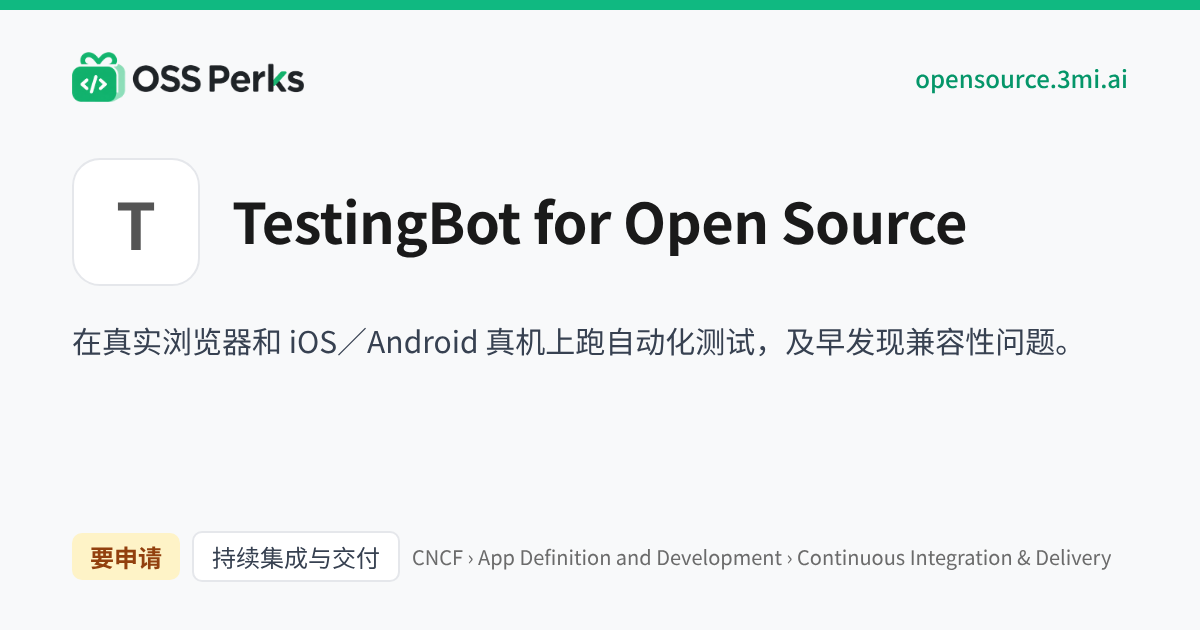 </> OSS Perks
opensource.3mi.ai
T
TestingBot for Open Source
在真实浏览器和 iOS／Android 真机上跑自动化测试，及早发现兼容性问题。
要申请
持续集成与交付
CNCF › App Definition and Development › Continuous Integration & Delivery